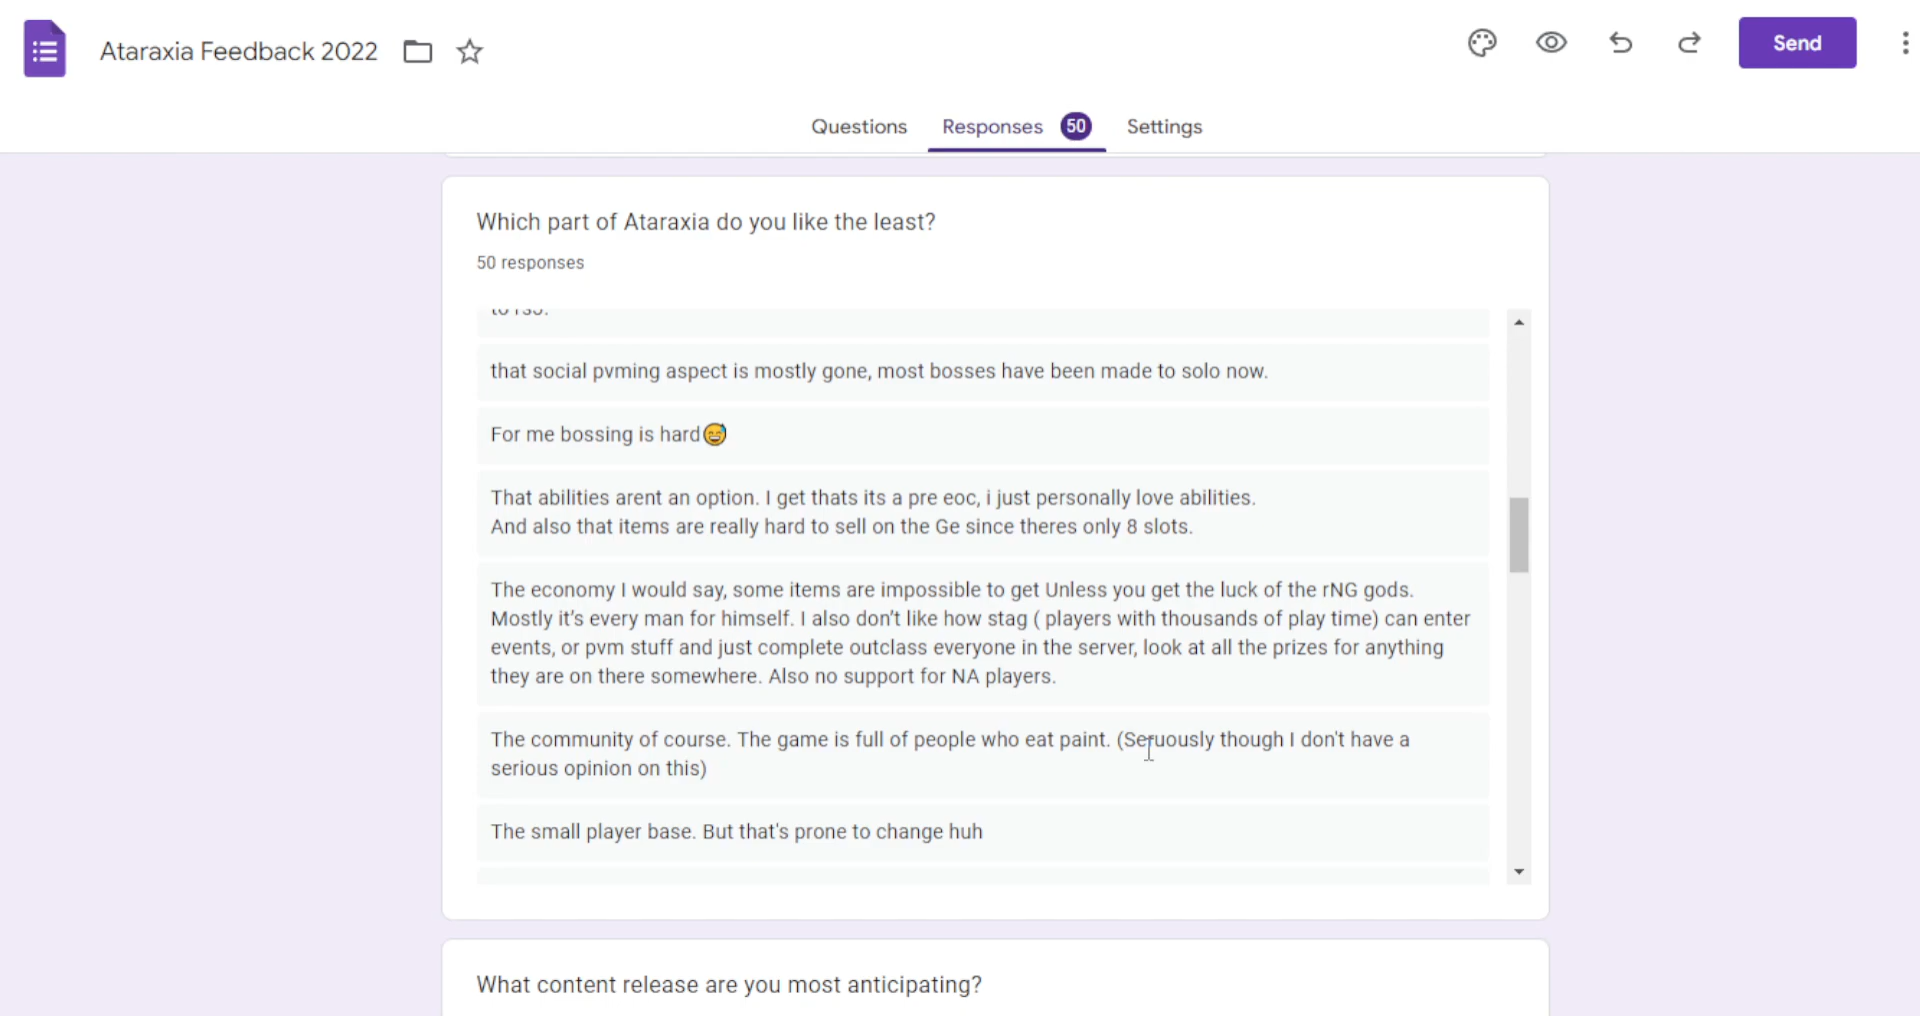 Ataraxia Feedback 2022
Send
Questions
Responses 50
Settings
Which part of Ataraxia do you like the least?
50 responses
to rs3.
that social pvming aspect is mostly gone, most bosses have been made to solo now.
For me bossing is hard😅
That abilities arent an option. I get thats its a pre eoc, i just personally love abilities.
And also that items are really hard to sell on the Ge since theres only 8 slots.
The economy I would say, some items are impossible to get Unless you get the luck of the rNG gods.
Mostly it’s every man for himself. I also don’t like how stag ( players with thousands of play time) can enter
events, or pvm stuff and just complete outclass everyone in the server, look at all the prizes for anything
they are on there somewhere. Also no support for NA players.
The community of course. The game is full of people who eat paint. (Seruously though I don't have a
serious opinion on this)
The small player base. But that's prone to change huh
What content release are you most anticipating?